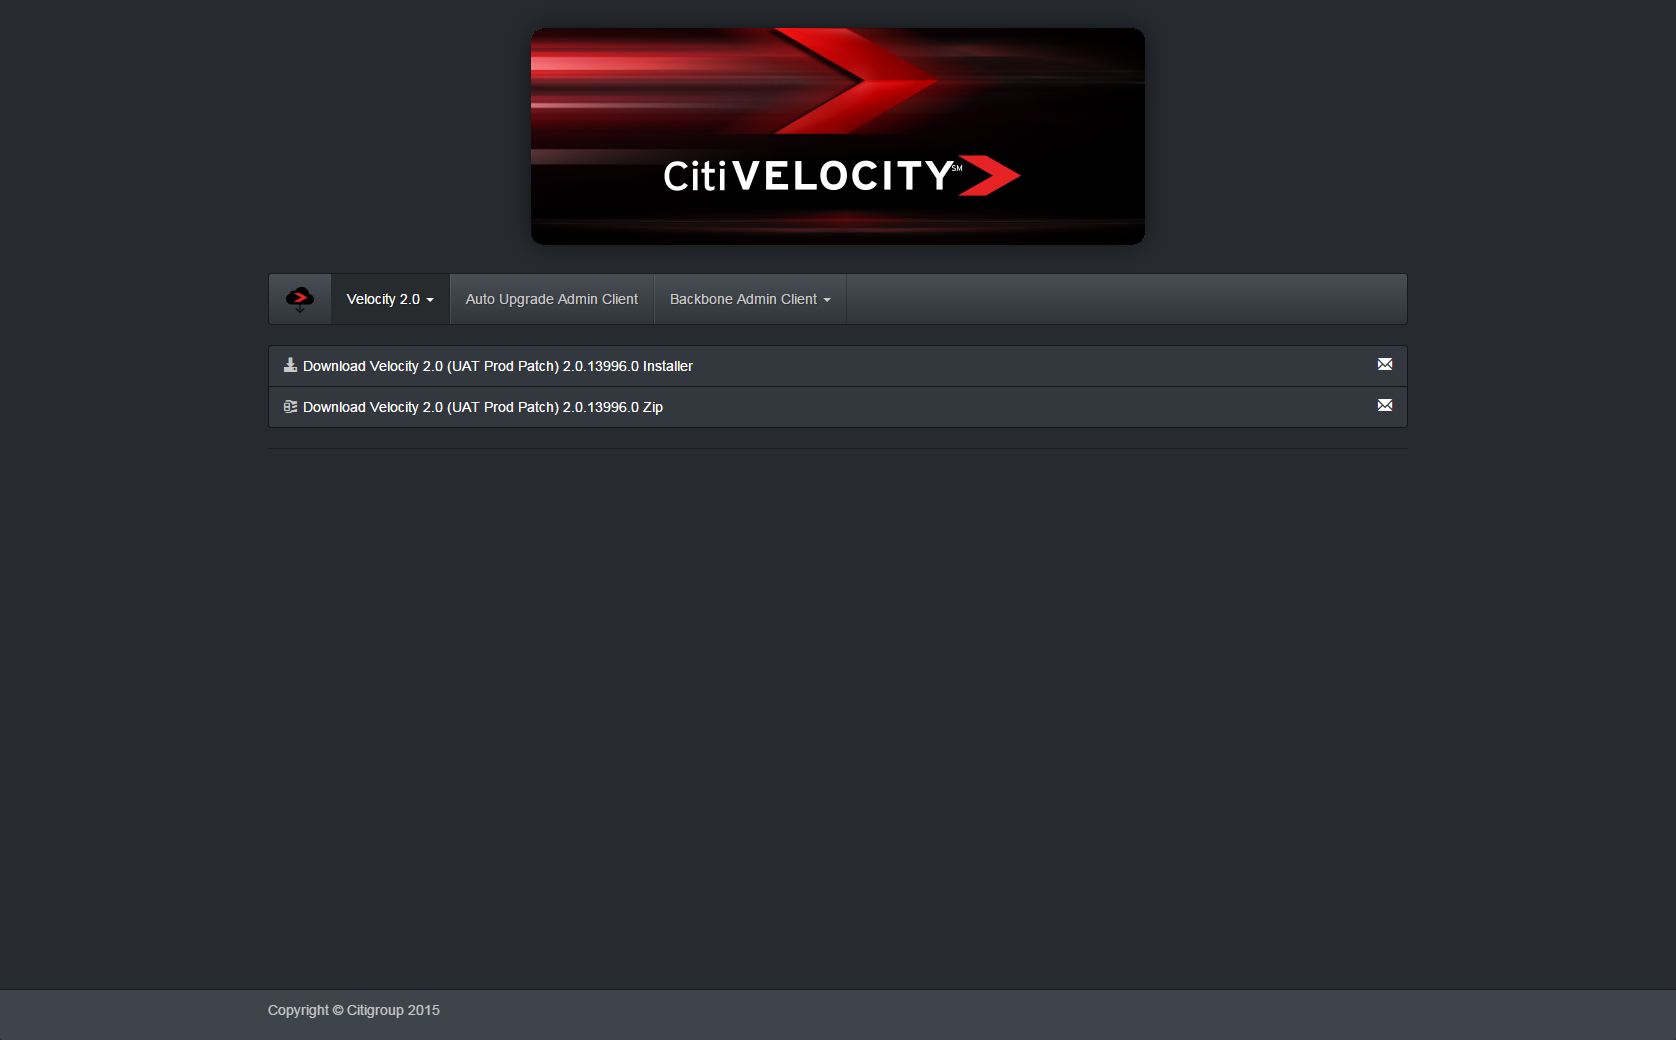 CitiVELOCITY℠
Velocity 2.0
Auto Upgrade Admin Client
Backbone Admin Client
Download Velocity 2.0 (UAT Prod Patch) 2.0.13996.0 Installer
Download Velocity 2.0 (UAT Prod Patch) 2.0.13996.0 Zip
Copyright © Citigroup 2015